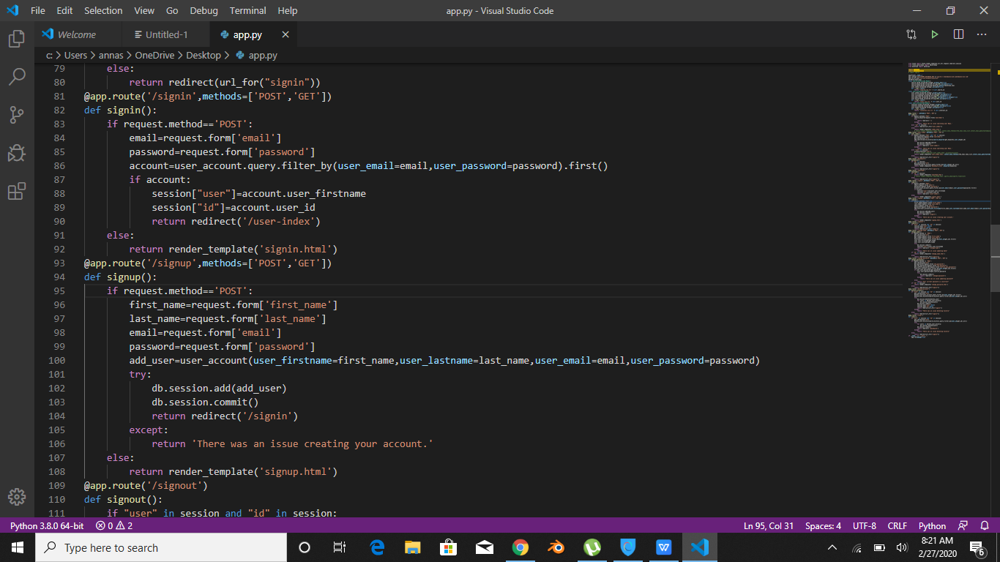 File Edit Selection View Go Debug Terminal Help app.py - Visual Studio Code
Welcome Untitled-1 app.py
c: > Users > annas > OneDrive > Desktop > app.py
79 else:
80 return redirect(url_for("signin"))
81 @app.route('/signin',methods=['POST','GET'])
82 def signin():
83 if request.method=='POST':
84 email=request.form['email']
85 password=request.form['password']
86 account=user_account.query.filter_by(user_email=email,user_password=password).first()
87 if account:
88 session["user"]=account.user_firstname
89 session["id"]=account.user_id
90 return redirect('/user-index')
91 else:
92 return render_template('signin.html')
93 @app.route('/signup',methods=['POST','GET'])
94 def signup():
95 if request.method=='POST':
96 first_name=request.form['first_name']
97 last_name=request.form['last_name']
98 email=request.form['email']
99 password=request.form['password']
100 add_user=user_account(user_firstname=first_name,user_lastname=last_name,user_email=email,user_password=password)
101 try:
102 db.session.add(add_user)
103 db.session.commit()
104 return redirect('/signin')
105 except:
106 return 'There was an issue creating your account.'
107 else:
108 return render_template('signup.html')
109 @app.route('/signout')
110 def signout():
111 if "user" in session and "id" in session:
Python 3.8.0 64-bit 0 2 Ln 95, Col 31 Spaces: 4 UTF-8 CRLF Python
Type here to search
8:21 AM
2/27/2020
6